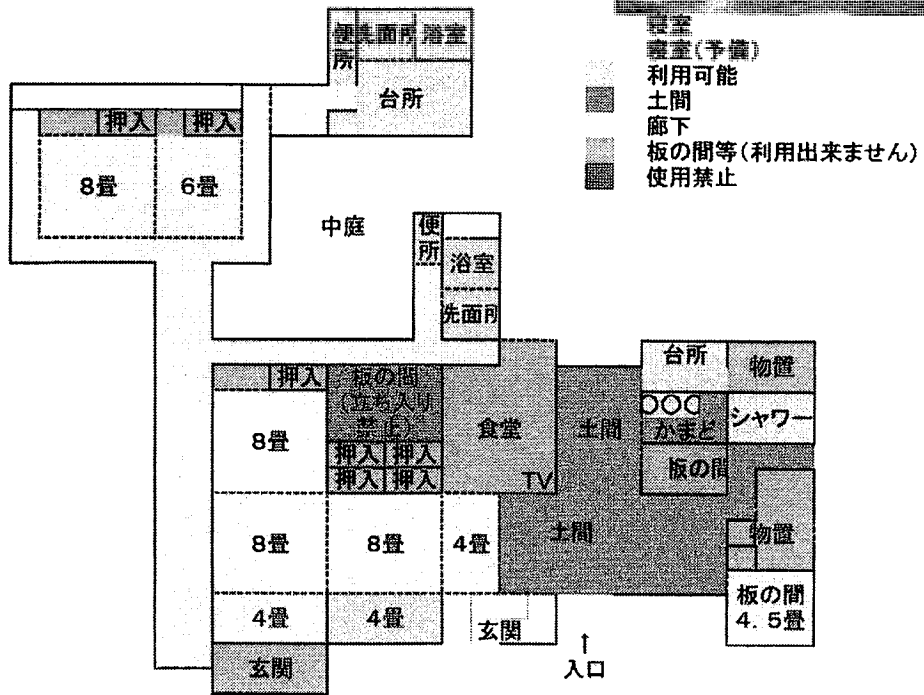 寝室
寝室(予備)
利用可能
土間
廊下
板の間等(利用出来ません)
使用禁止
便所
洗面所
浴室
台所
押入
押入
8畳
6畳
中庭
便所
浴室
洗面所
押入
板の間
(立ち入り
禁止)
8畳
押入
押入
押入
押入
食堂
TV
土間
台所
物置
かまど
シャワー
板の間
8畳
8畳
4畳
土間
物置
4畳
4畳
玄関
板の間
4.5畳
玄関
↑
入口